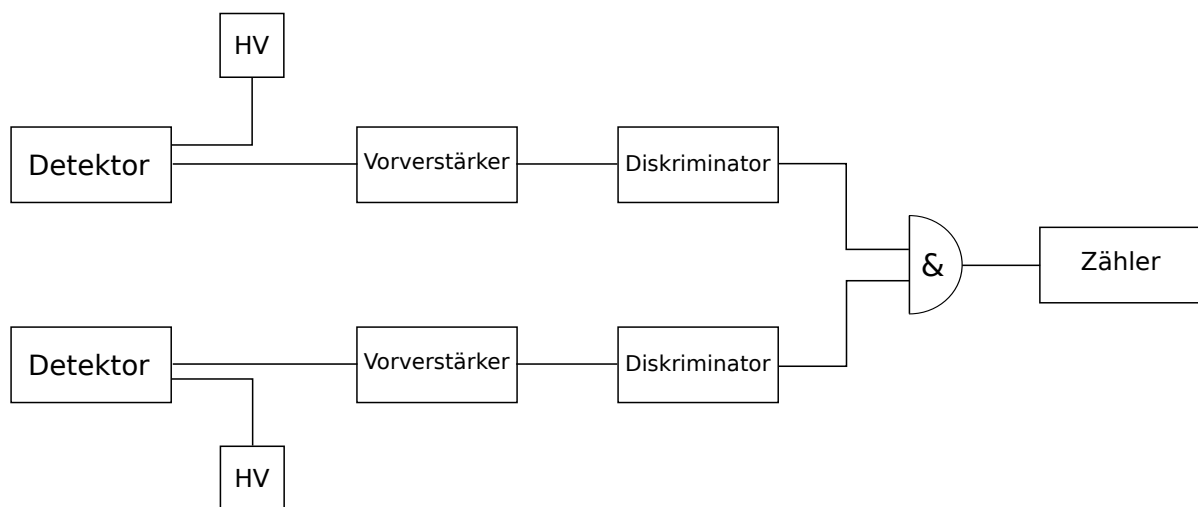 HV
Detektor
Vorverstärker
Diskriminator
&
Zähler
Detektor
Vorverstärker
Diskriminator
HV